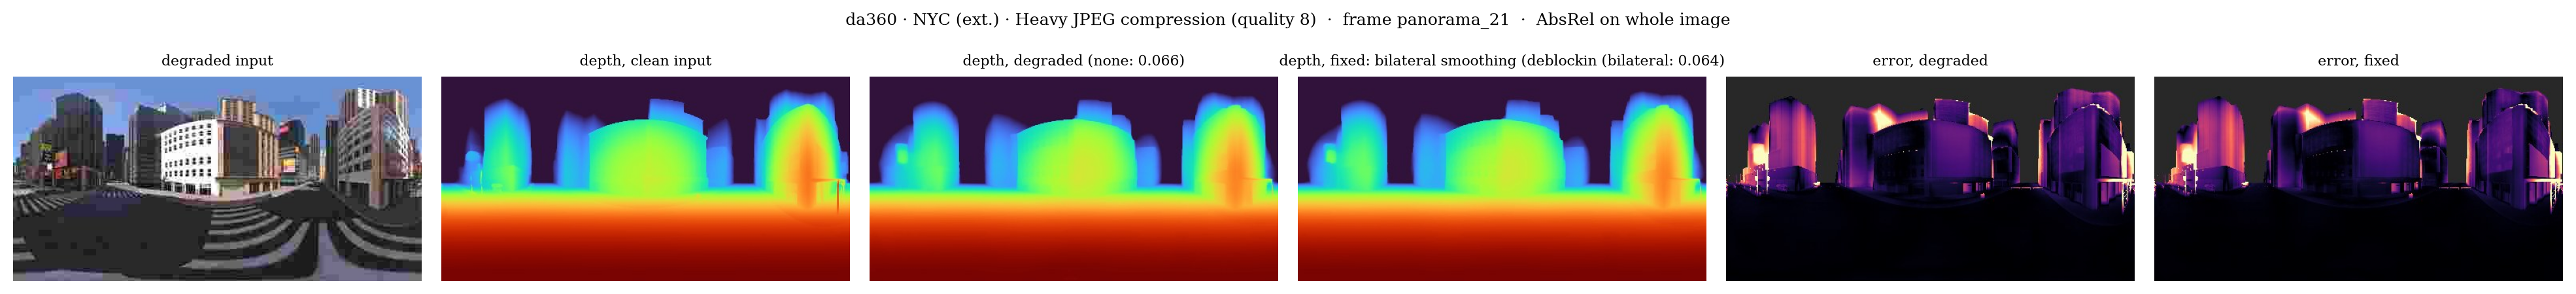 da360 · NYC (ext.) · Heavy JPEG compression (quality 8) · frame panorama_21 · AbsRel on whole image
degraded input
depth, clean input
depth, degraded (none: 0.066)
depth, fixed: bilateral smoothing (deblockin (bilateral: 0.064)
error, degraded
error, fixed